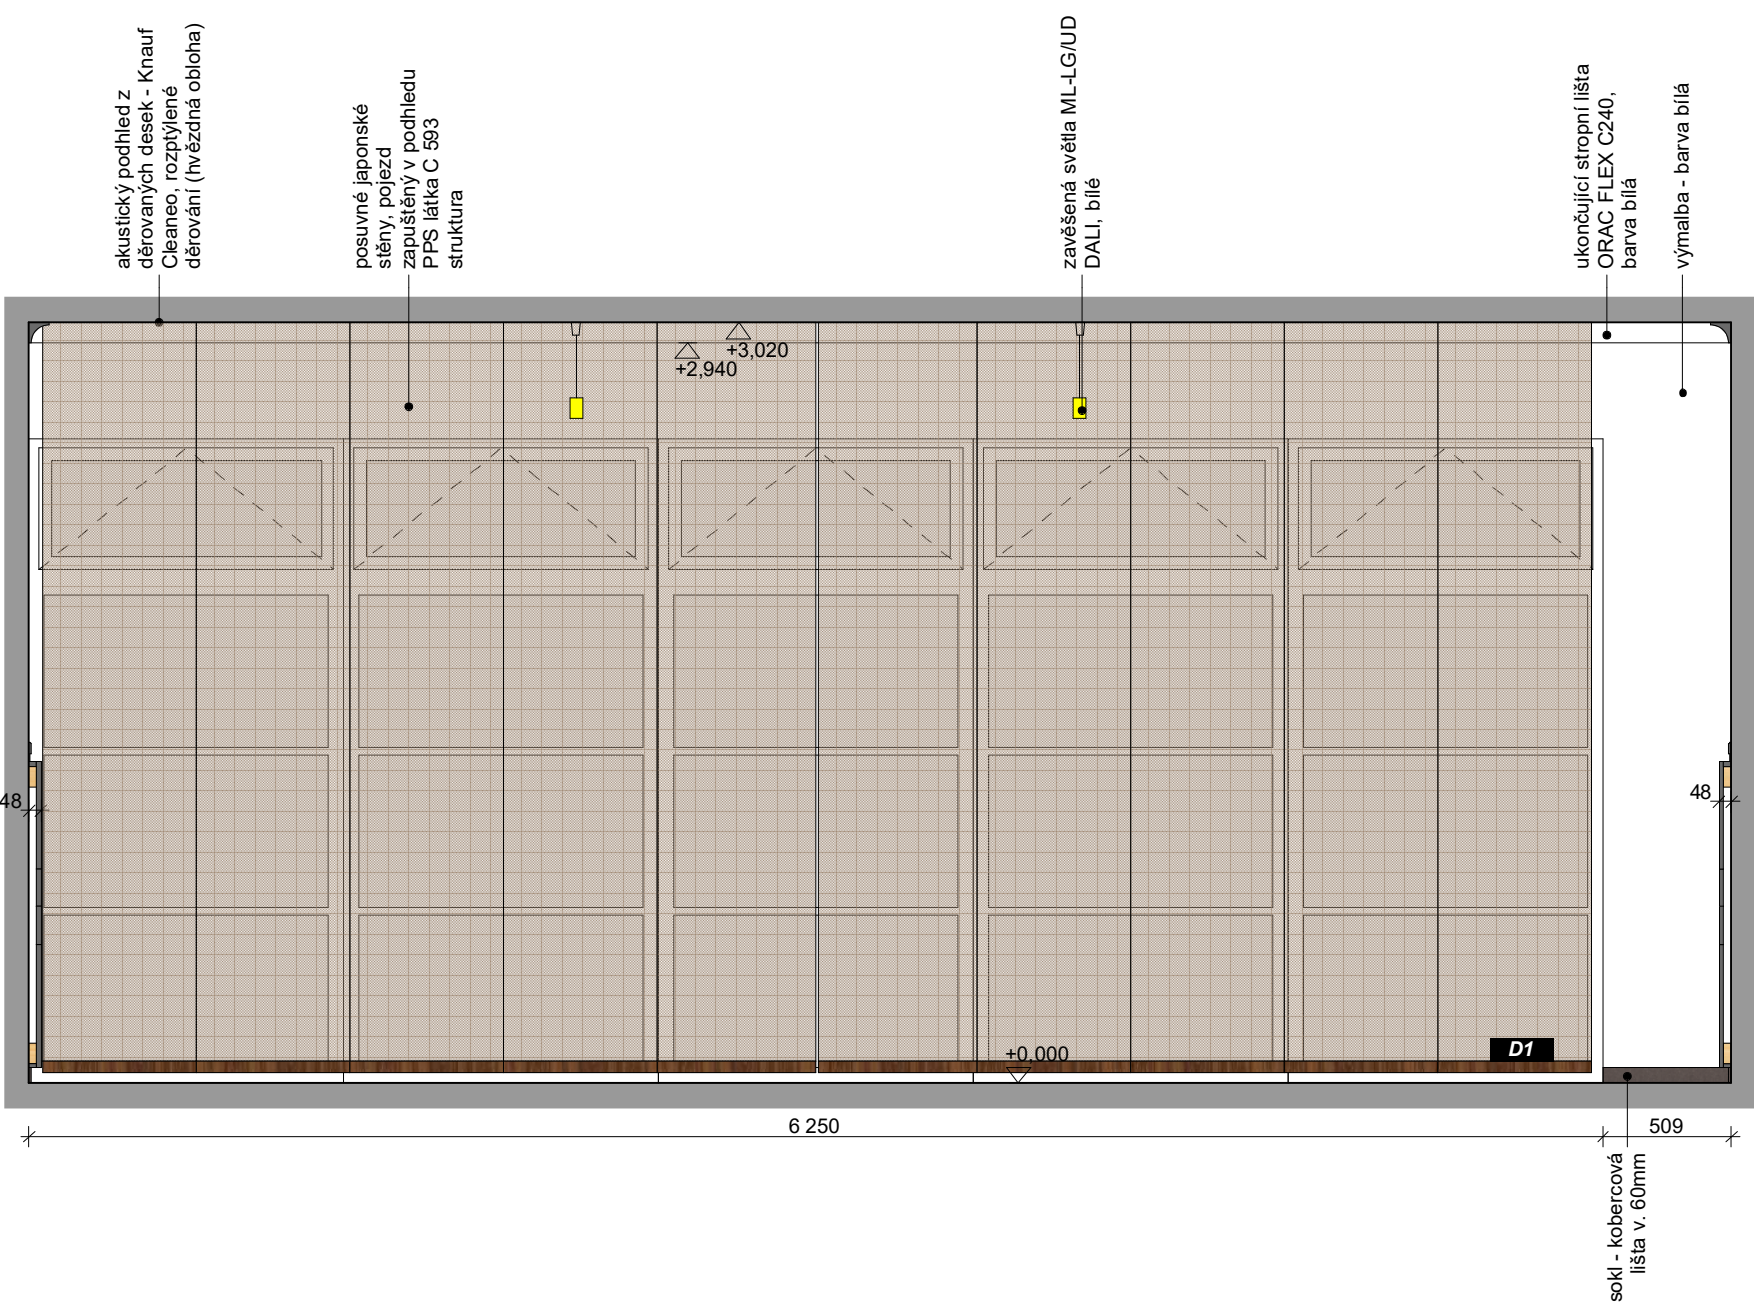 akustický podhled z
děrovaných desek - Knauf
Cleaneo, rozptýlené
děrování (hvězdná obloha)
posuvné japonské
stěny, pojezd
zapuštěný v podhledu
PPS látka C 593
struktura
zavěšená světla ML-LG/UD
DALI, bílé
ukončující stropní lišta
ORAC FLEX C240,
barva bílá
výmalba - barva bílá
+3,020
+2,940
48
48
+0,000
D1
6 250
509
sokl - kobercová
lišta v. 60mm